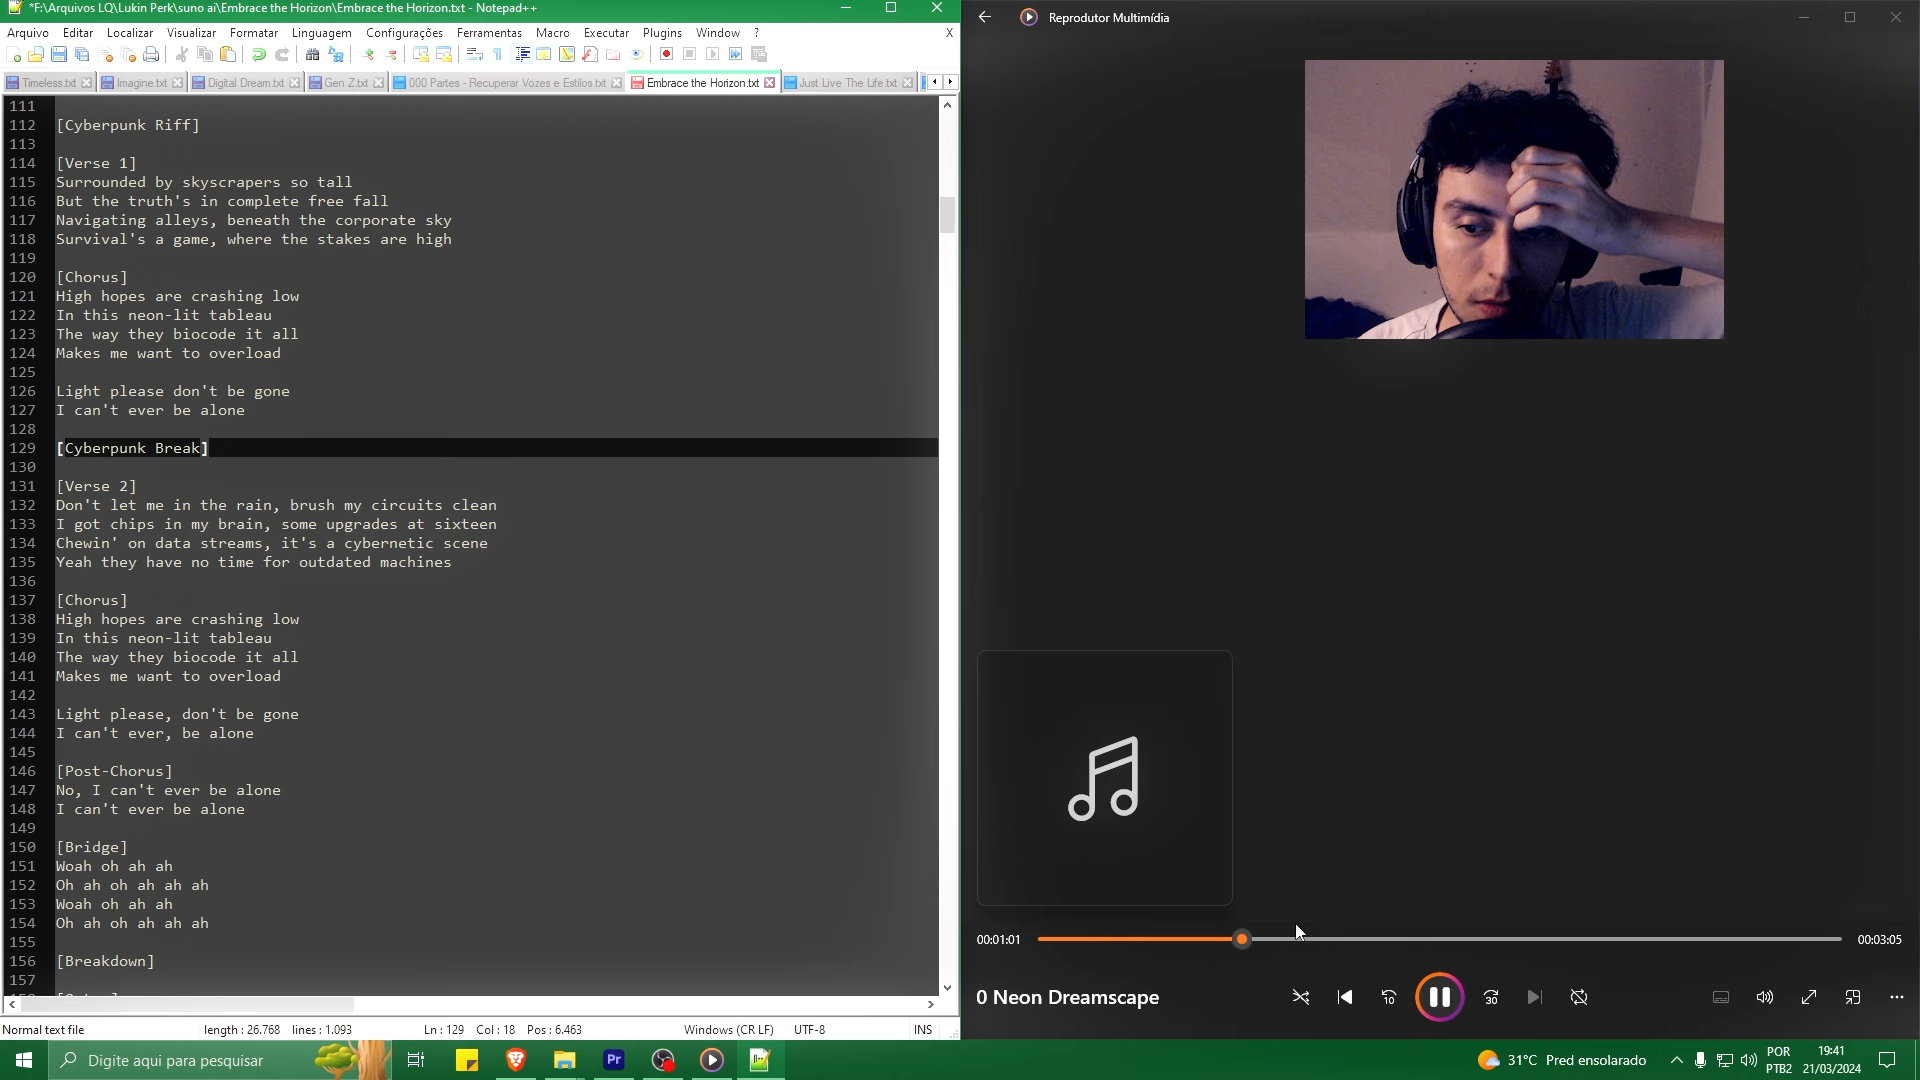 *F:\Arquivos LQ\Lukin Perk\suno ai\Embrace the Horizon\Embrace the Horizon.txt - Notepad++
Arquivo Editar Localizar Visualizar Formatar Linguagem Configurações Ferramentas Macro Executar Plugins Window ? X
Timeless.txt Imagine.txt Digital Dream.txt Gen Z.txt 000 Partes - Recuperar Vozes e Estilos.txt Embrace the Horizon.txt Just Live The Life.txt
111
112 [Cyberpunk Riff]
113
114 [Verse 1]
115 Surrounded by skyscrapers so tall
116 But the truth's in complete free fall
117 Navigating alleys, beneath the corporate sky
118 Survival's a game, where the stakes are high
119
120 [Chorus]
121 High hopes are crashing low
122 In this neon-lit tableau
123 The way they biocode it all
124 Makes me want to overload
125
126 Light please don't be gone
127 I can't ever be alone
128
129 [Cyberpunk Break]
130
131 [Verse 2]
132 Don't let me in the rain, brush my circuits clean
133 I got chips in my brain, some upgrades at sixteen
134 Chewin' on data streams, it's a cybernetic scene
135 Yeah they have no time for outdated machines
136
137 [Chorus]
138 High hopes are crashing low
139 In this neon-lit tableau
140 The way they biocode it all
141 Makes me want to overload
142
143 Light please, don't be gone
144 I can't ever, be alone
145
146 [Post-Chorus]
147 No, I can't ever be alone
148 I can't ever be alone
149
150 [Bridge]
151 Woah oh ah ah
152 Oh ah oh ah ah ah
153 Woah oh ah ah
154 Oh ah oh ah ah ah
155
156 [Breakdown]
157
Normal text file length : 26.768 lines : 1.093 Ln : 129 Col : 18 Pos : 6.463 Windows (CR LF) UTF-8 INS
Reprodutor Multimídia
00:01:01 00:03:05
0 Neon Dreamscape
10 30
Digite aqui para pesquisar
Pr
31°C Pred ensolarado
POR
PTB2
19:41
21/03/2024